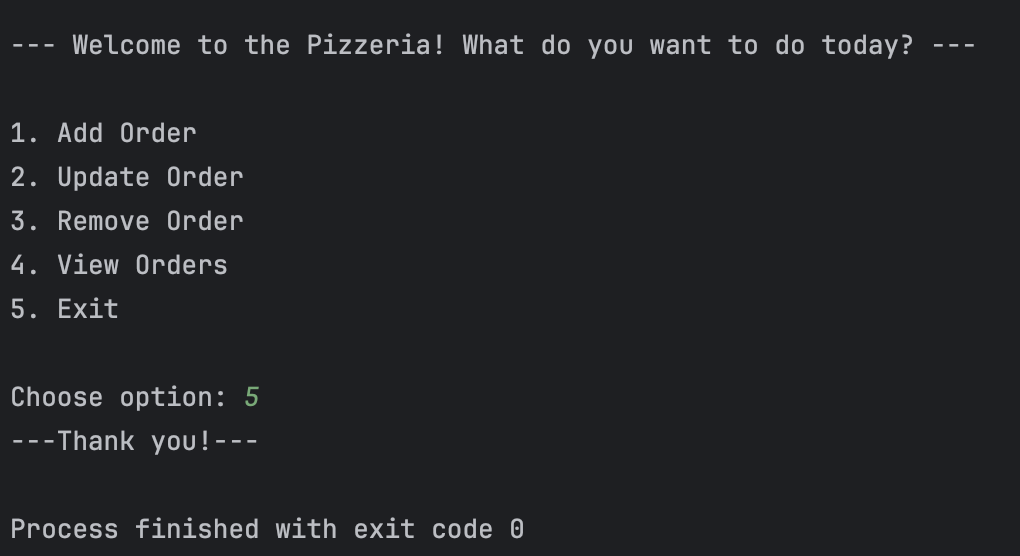 --- Welcome to the Pizzeria! What do you want to do today? ---
1. Add Order
2. Update Order
3. Remove Order
4. View Orders
5. Exit
Choose option: 5
---Thank you!---
Process finished with exit code 0